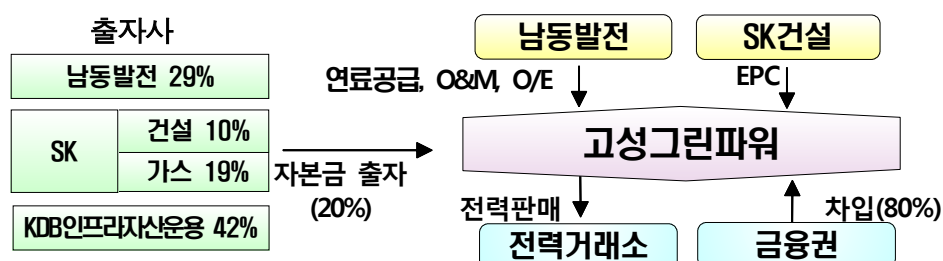 출자사
남동발전 29%
SK
건설 10%
가스 19%
KDB인프라자산운용 42%
자본금 출자
(20%)
남동발전
SK건설
연료공급, O&M, O/E
EPC
고성그린파워
전력판매
차입(80%)
전력거래소
금융권